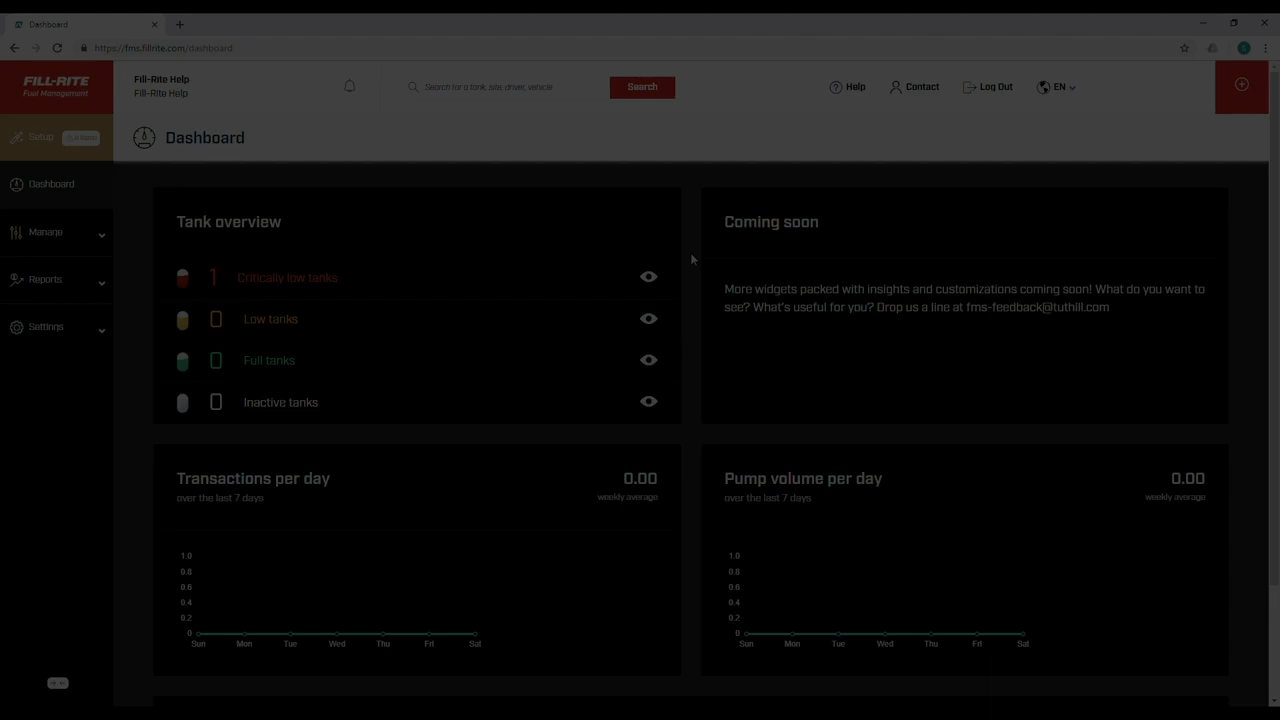 Dashboard
https://fms.fillrite.com/dashboard
FILL-RITE
Fuel Management
Fill-Rite Help
Fill-Rite Help
Search for a tank, site, driver, vehicle
Search
Help
Contact
Log Out
EN
Setup
Dashboard
Dashboard
Manage
Reports
Settings
Tank overview
1 Critically low tanks
0 Low tanks
0 Full tanks
0 Inactive tanks
Coming soon
More widgets packed with insights and customizations coming soon! What do you want to
see? What's useful for you? Drop us a line at fms-feedback@tuthill.com
Transactions per day
0.00
over the last 7 days
weekly average
1.0
0.8
0.6
0.4
0.2
0
Sun Mon Tue Wed Thu Fri Sat
Pump volume per day
0.00
over the last 7 days
weekly average
1.0
0.8
0.6
0.4
0.2
0
Sun Mon Tue Wed Thu Fri Sat